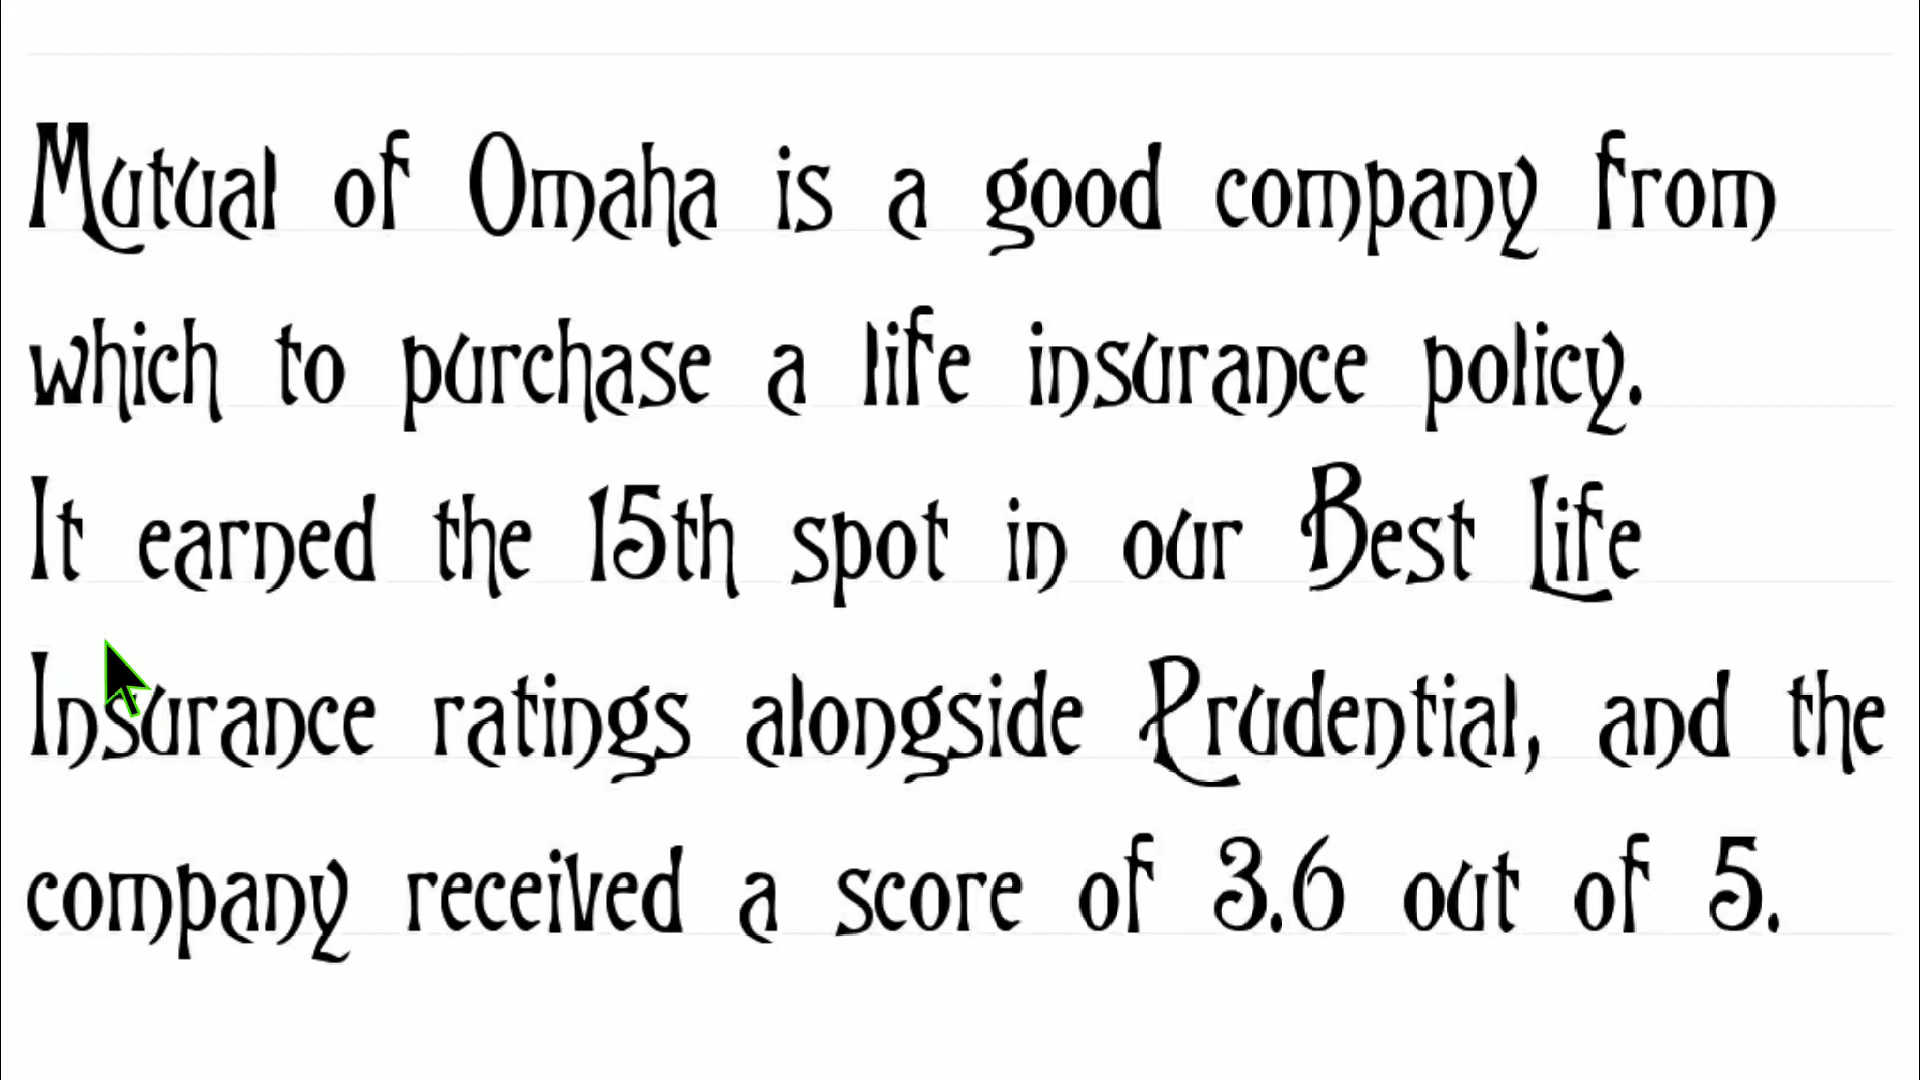 Mutual of Omaha is a good company from
which to purchase a life insurance policy.
It earned the 15th spot in our Best Life
Insurance ratings alongside Prudential, and the
company received a score of 3.6 out of 5.